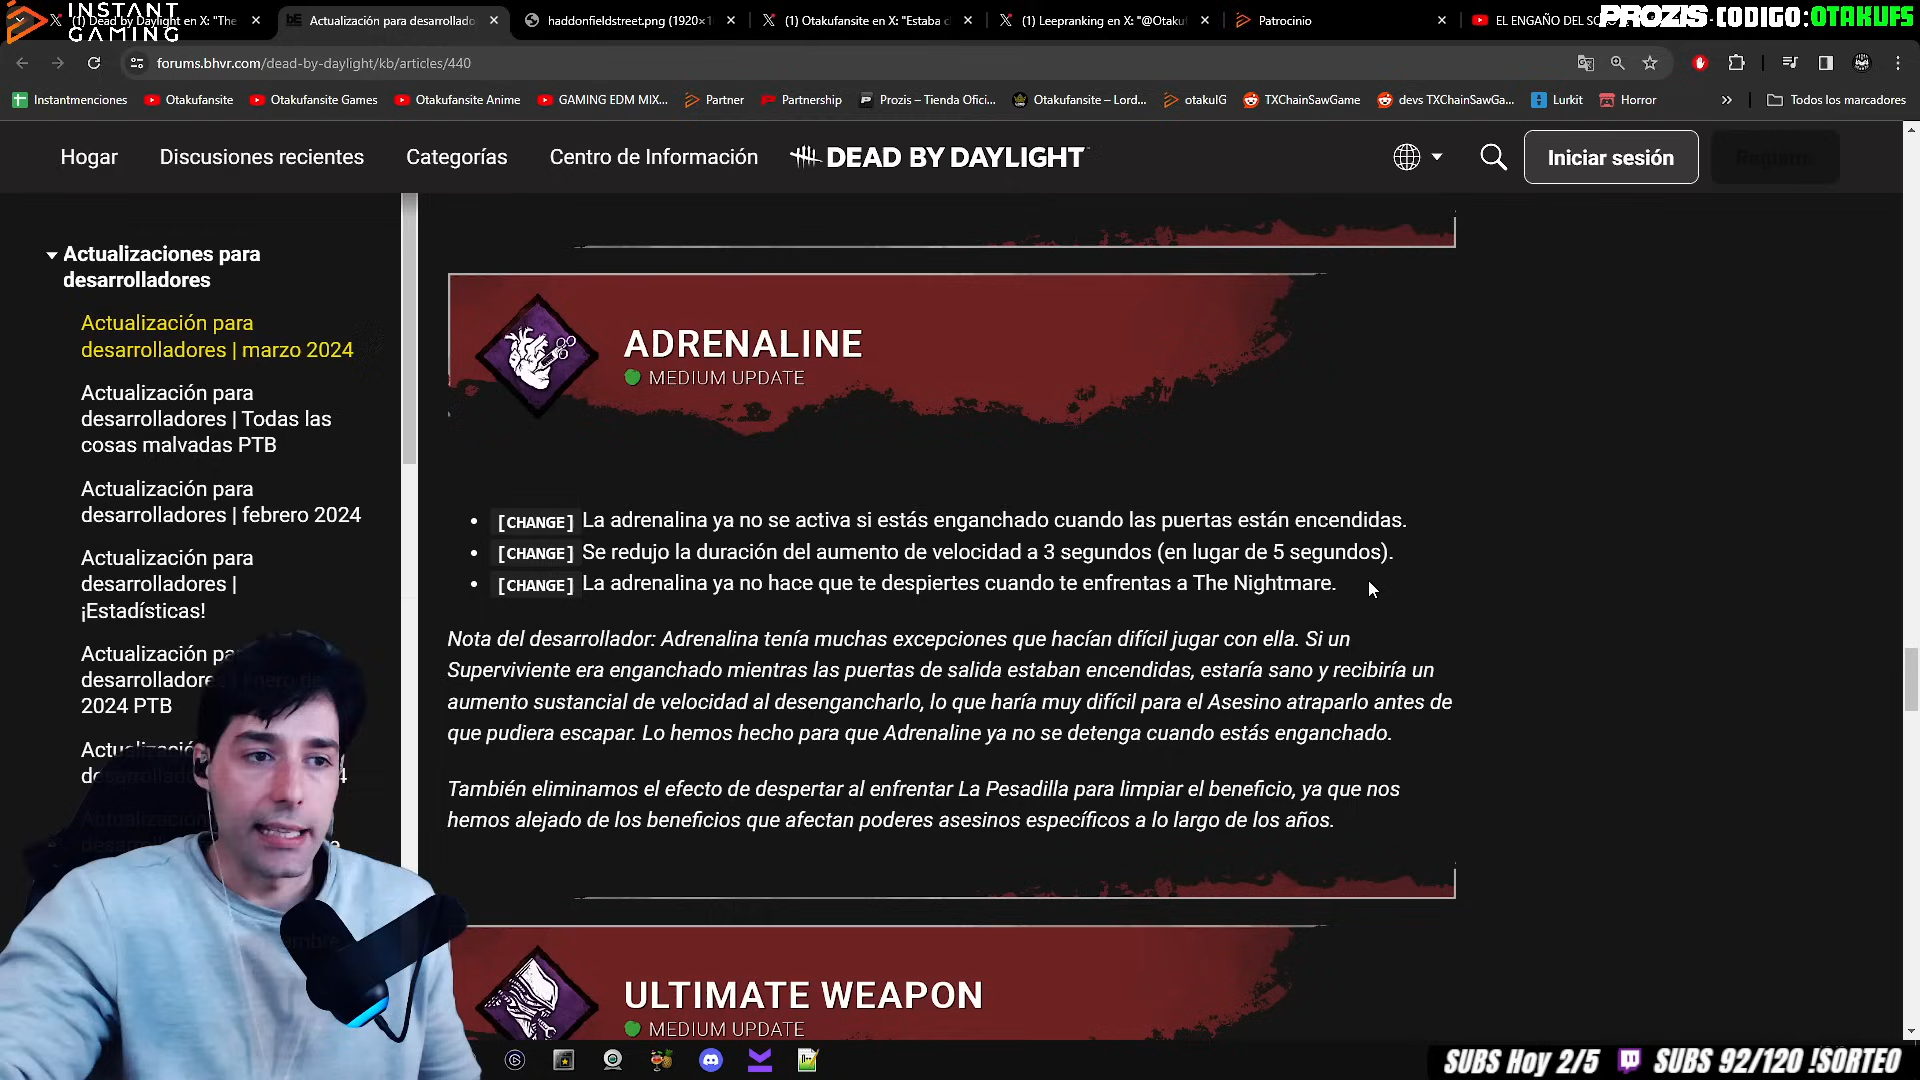 INSTANT
GAMING
(1) Dead by Daylight en X: "The
Actualización para desarrollado
haddonfieldstreet.png (1920×1
(1) Otakufansite en X: "Estaba c
(1) Leepranking en X: "@Otaku
Patrocinio
EL ENGAÑO DEL
PROZIS CODIGO:OTAKUFS
forums.bhvr.com/dead-by-daylight/kb/articles/440
Instantmenciones
Otakufansite
Otakufansite Games
Otakufansite Anime
GAMING EDM MIX...
Partner
Partnership
Prozis – Tienda Ofici...
Otakufansite – Lord...
otakuIG
TXChainSawGame
devs TXChainSawGa...
Lurkit
Horror
Todos los marcadores
Hogar
Discusiones recientes
Categorías
Centro de Información
DEAD BY DAYLIGHT
Iniciar sesión
Actualizaciones para
desarrolladores
Actualización para
desarrolladores | marzo 2024
Actualización para
desarrolladores | Todas las
cosas malvadas PTB
Actualización para
desarrolladores | febrero 2024
Actualización para
desarrolladores |
¡Estadísticas!
Actualización pa
desarrolladore
2024 PTB
ADRENALINE
MEDIUM UPDATE
• [CHANGE] La adrenalina ya no se activa si estás enganchado cuando las puertas están encendidas.
• [CHANGE] Se redujo la duración del aumento de velocidad a 3 segundos (en lugar de 5 segundos).
• [CHANGE] La adrenalina ya no hace que te despiertes cuando te enfrentas a The Nightmare.
Nota del desarrollador: Adrenalina tenía muchas excepciones que hacían difícil jugar con ella. Si un
Superviviente era enganchado mientras las puertas de salida estaban encendidas, estaría sano y recibiría un
aumento sustancial de velocidad al desengancharlo, lo que haría muy difícil para el Asesino atraparlo antes de
que pudiera escapar. Lo hemos hecho para que Adrenaline ya no se detenga cuando estás enganchado.
También eliminamos el efecto de despertar al enfrentar La Pesadilla para limpiar el beneficio, ya que nos
hemos alejado de los beneficios que afectan poderes asesinos específicos a lo largo de los años.
ULTIMATE WEAPON
MEDIUM UPDATE
SUBS Hoy 2/5 SUBS 92/120 !SORTEO